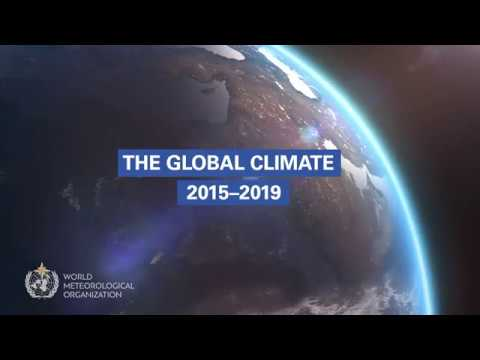 THE GLOBAL CLIMATE
2015–2019
WORLD
METEOROLOGICAL
ORGANIZATION